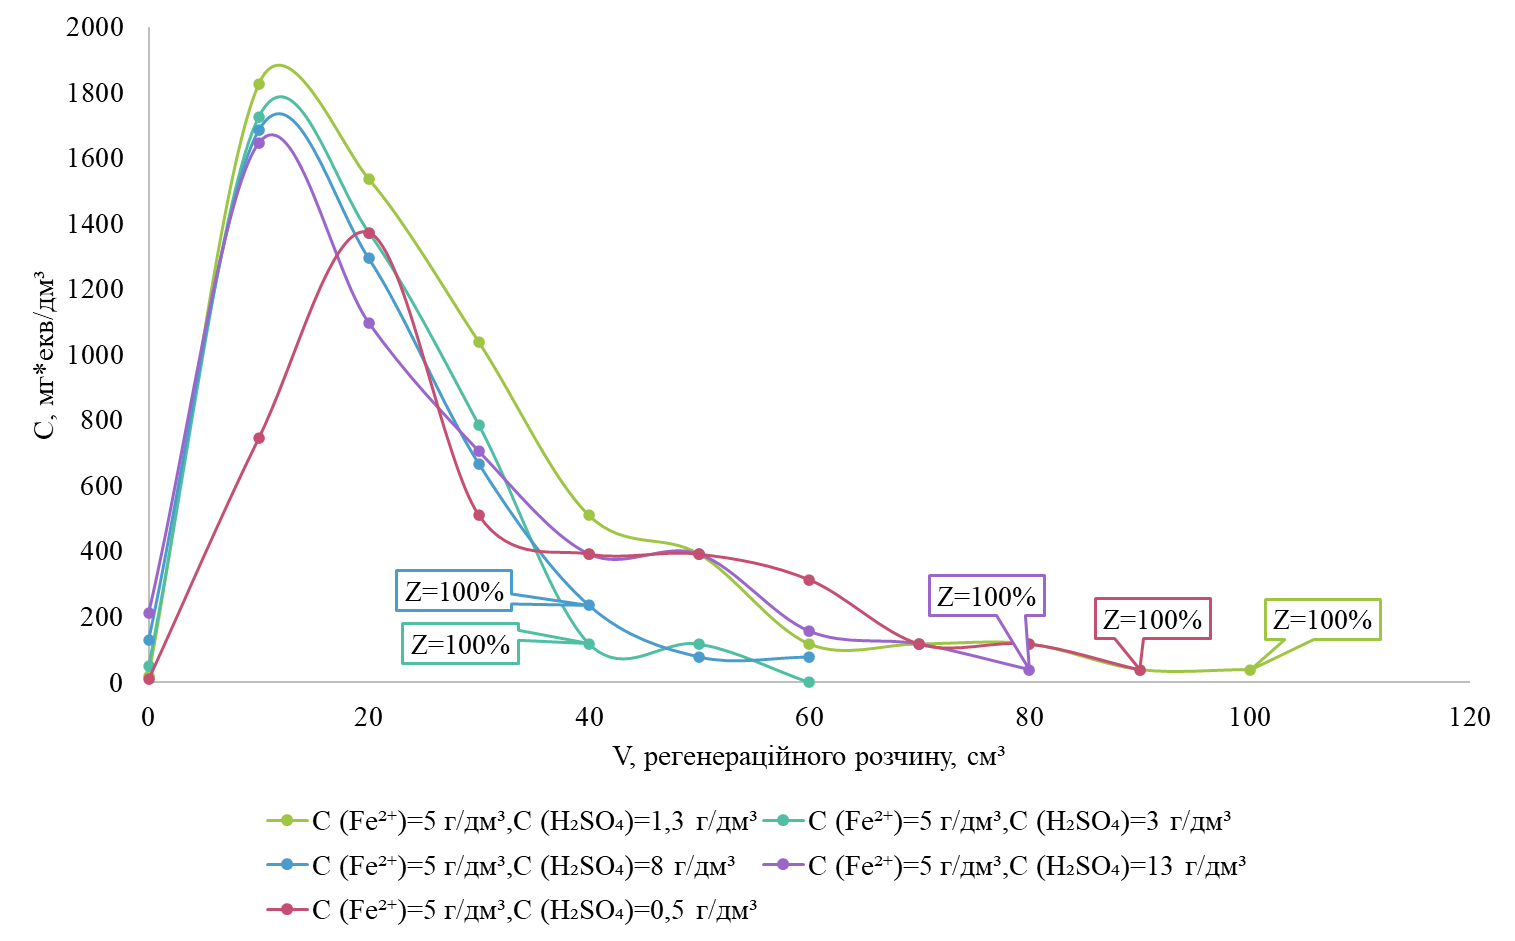 2000
1800
1600
1400
1200
1000
800
600
400
200
0
С, мг*екв/дм³
Z=100%
Z=100%
Z=100%
Z=100%
Z=100%
0 20 40 60 80 100 120
V, регенераційного розчину, см³
С (Fe²⁺)=5 г/дм³,С (H₂SO₄)=1,3 г/дм³ С (Fe²⁺)=5 г/дм³,С (H₂SO₄)=3 г/дм³
С (Fe²⁺)=5 г/дм³,С (H₂SO₄)=8 г/дм³ С (Fe²⁺)=5 г/дм³,С (H₂SO₄)=13 г/дм³
С (Fe²⁺)=5 г/дм³,С (H₂SO₄)=0,5 г/дм³